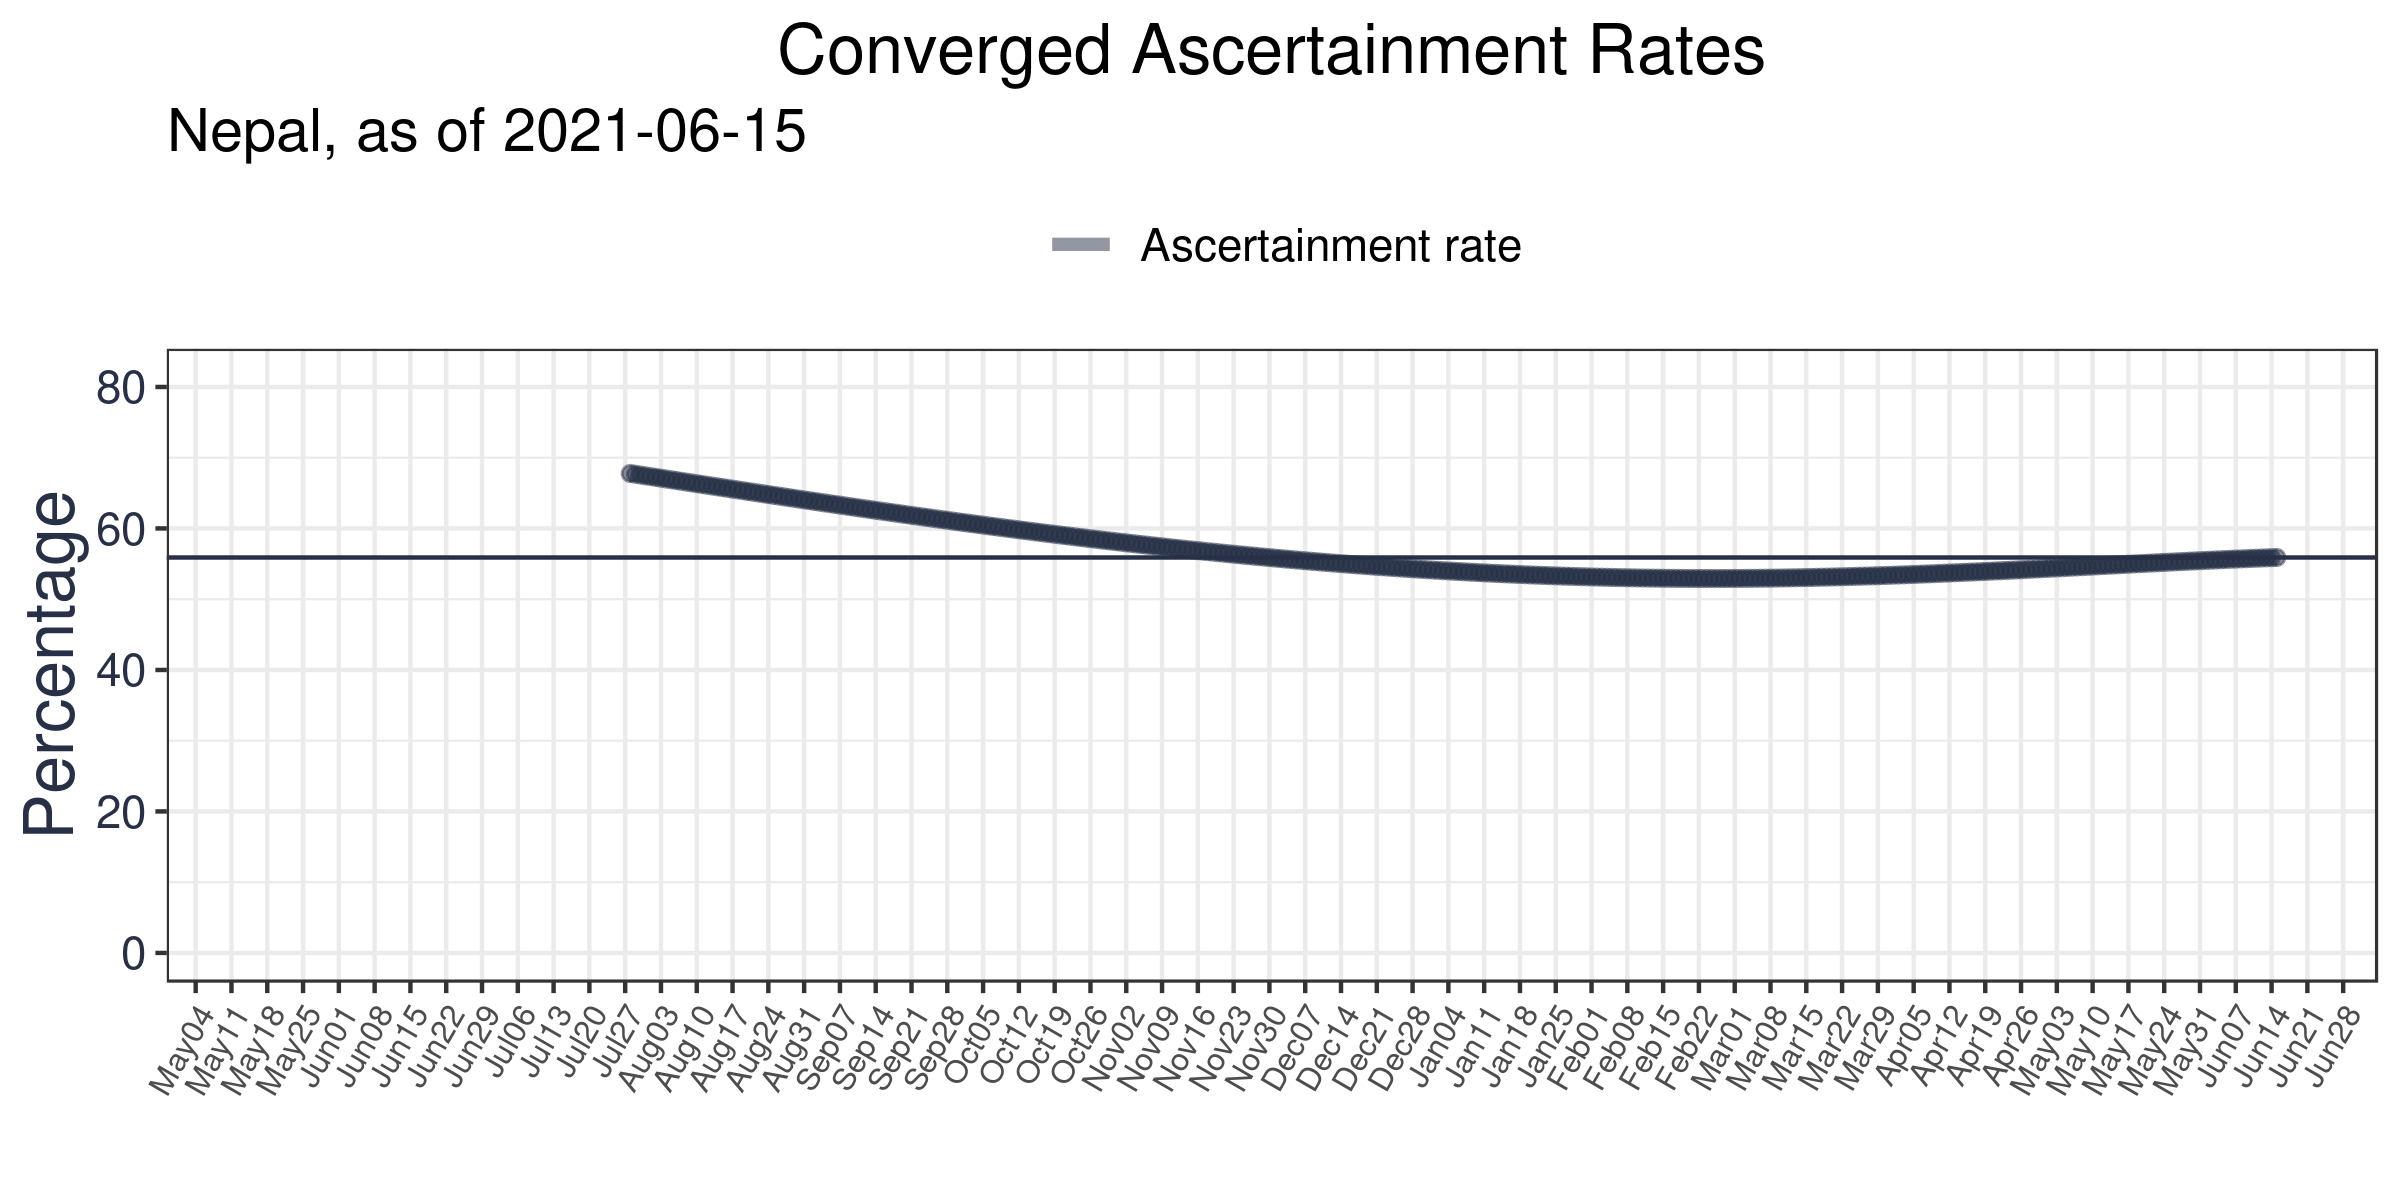 Converged Ascertainment Rates
Nepal, as of 2021-06-15
Ascertainment rate
Percentage
80
60
40
20
0
May04 May11 May18 May25 Jun01 Jun08 Jun15 Jun22 Jun29 Jul06 Jul13 Jul20 Jul27 Aug03 Aug10 Aug17 Aug24 Aug31 Sep07 Sep14 Sep21 Sep28 Oct05 Oct12 Oct19 Oct26 Nov02 Nov09 Nov16 Nov23 Nov30 Dec07 Dec14 Dec21 Dec28 Jan04 Jan11 Jan18 Jan25 Feb01 Feb08 Feb15 Feb22 Mar01 Mar08 Mar15 Mar22 Mar29 Apr05 Apr12 Apr19 Apr26 May03 May10 May17 May24 May31 Jun07 Jun14 Jun21 Jun28